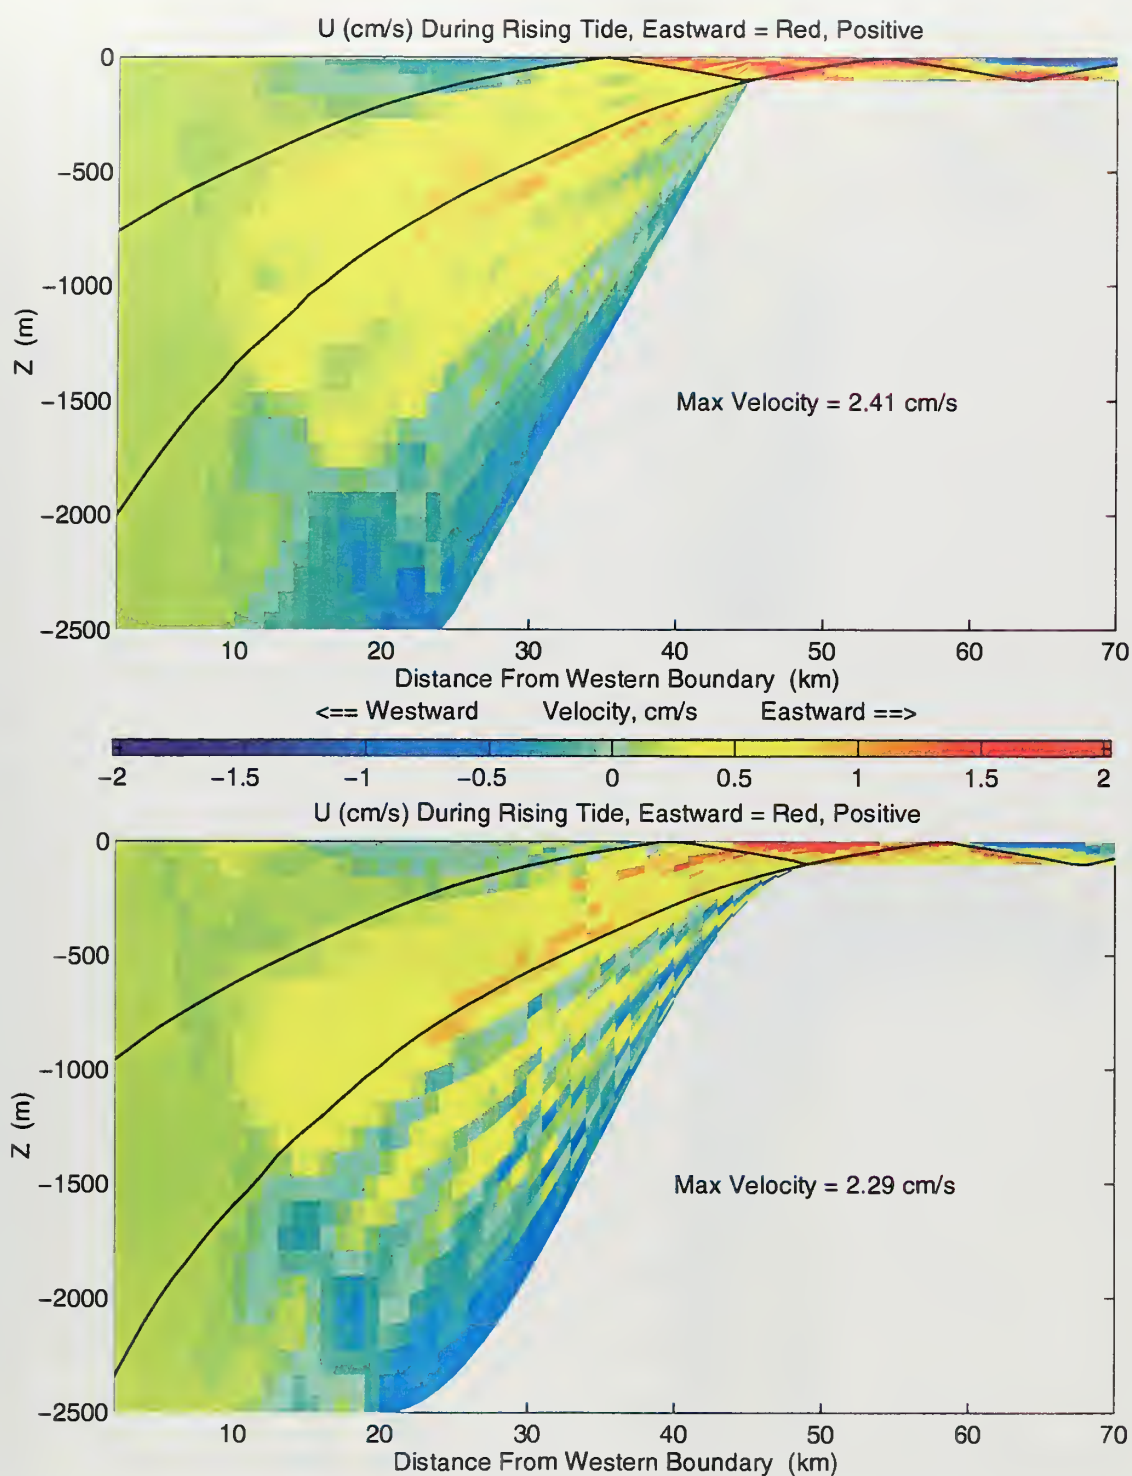 U (cm/s) During Rising Tide, Eastward = Red, Positive
0
−500
−1000
−1500
−2000
−2500
Z (m)
Max Velocity = 2.41 cm/s
10 20 30 40 50 60 70
Distance From Western Boundary (km)
<== Westward Velocity, cm/s Eastward ==>
−2 −1.5 −1 −0.5 0 0.5 1 1.5 2
U (cm/s) During Rising Tide, Eastward = Red, Positive
0
−500
−1000
−1500
−2000
−2500
Z (m)
Max Velocity = 2.29 cm/s
10 20 30 40 50 60 70
Distance From Western Boundary (km)